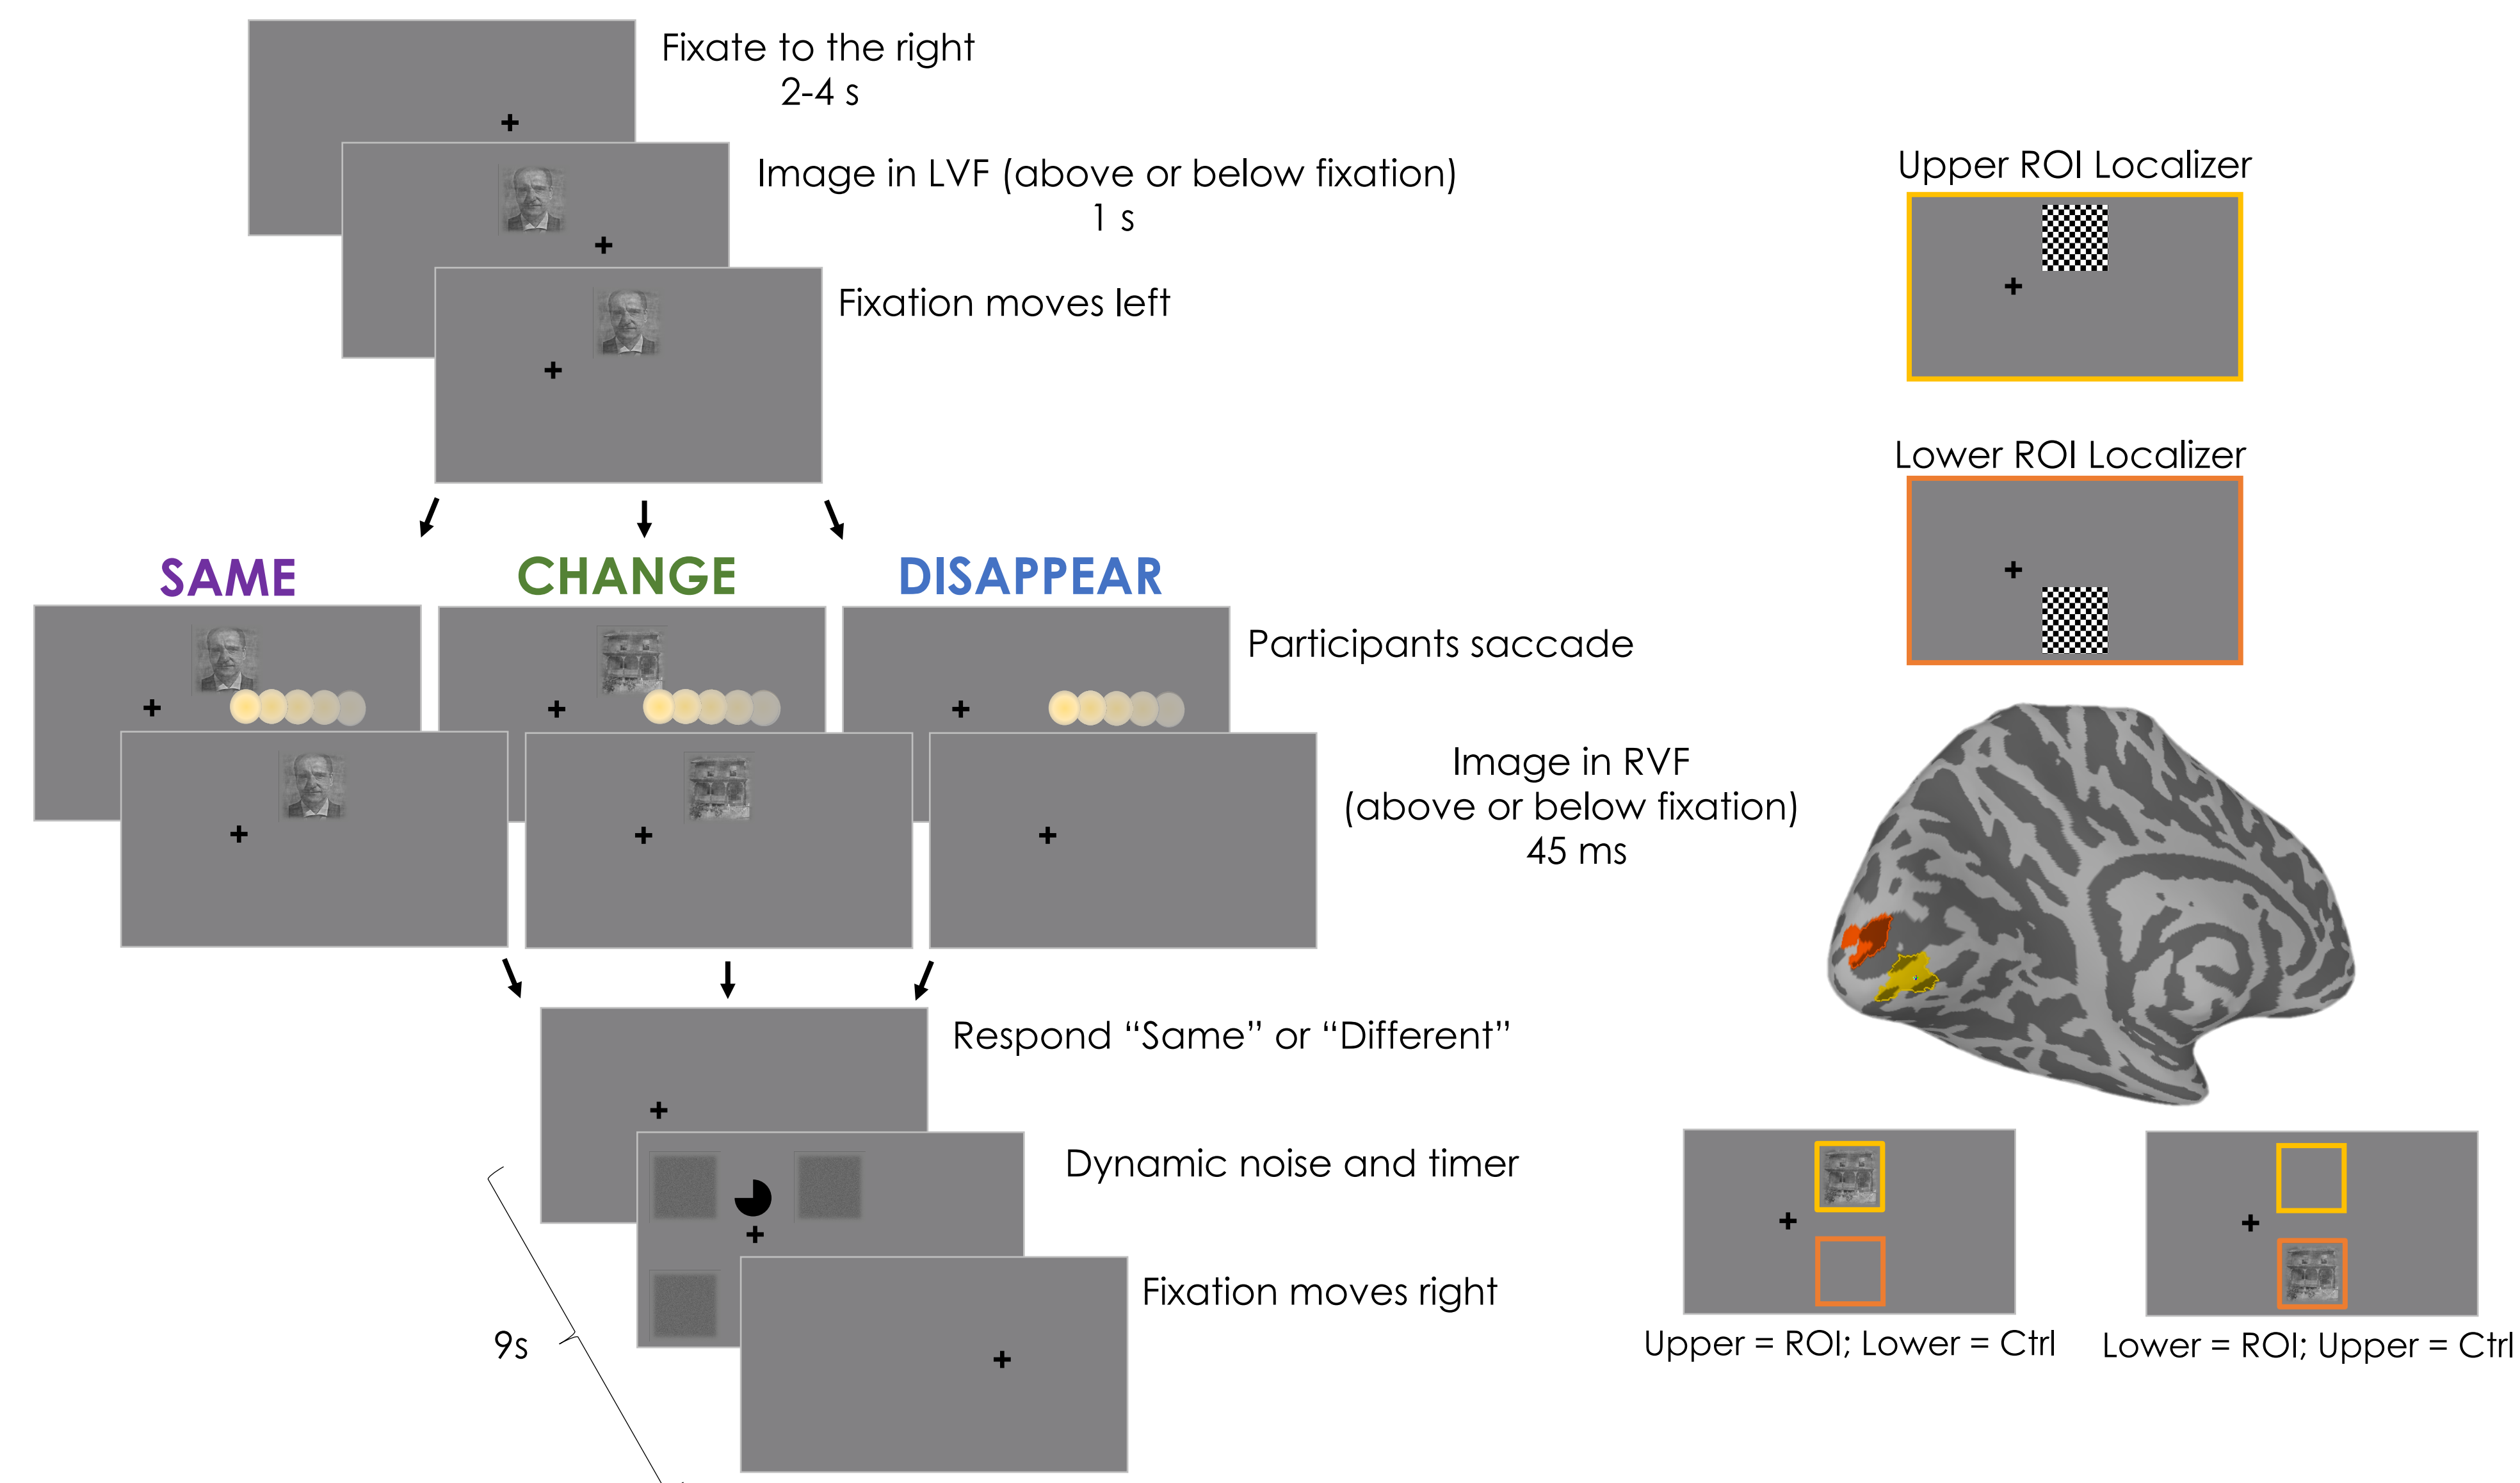 Fixate to the right
2-4 s
Image in LVF (above or below fixation)
1 s
Fixation moves left
SAME
CHANGE
DISAPPEAR
Participants saccade
Image in RVF
(above or below fixation)
45 ms
Respond “Same” or “Different”
Dynamic noise and timer
Fixation moves right
9s
Upper ROI Localizer
Lower ROI Localizer
Upper = ROI; Lower = Ctrl
Lower = ROI; Upper = Ctrl